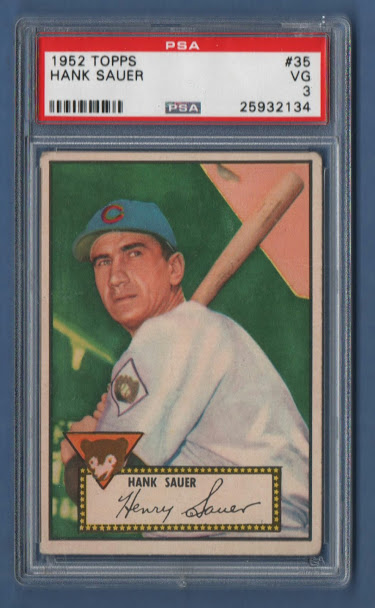 PSA
1952 TOPPS #35
HANK SAUER VG
3
PSA 25932134
C
HANK SAUER
Henry Sauer